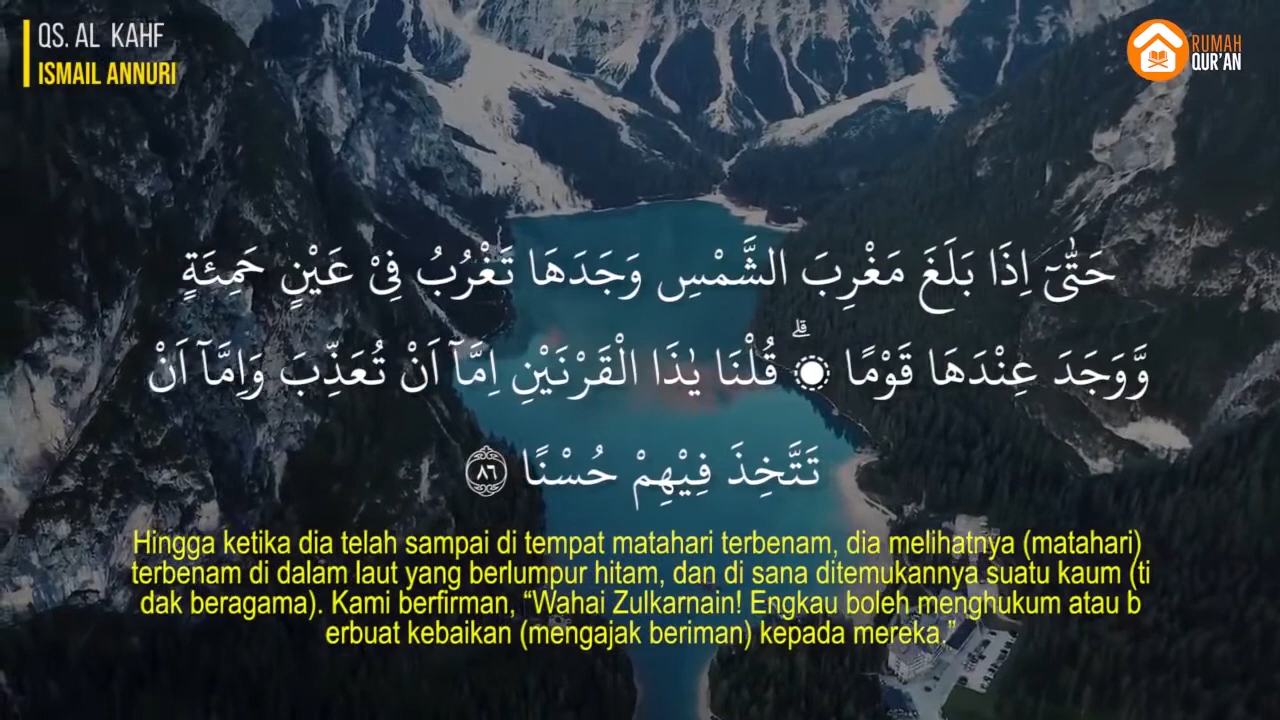 QS. AL KAHF
ISMAIL ANNURI
RUMAH
QUR'AN
حَتّٰىٓ اِذَا بَلَغَ مَغْرِبَ الشَّمْسِ وَجَدَهَا تَغْرُبُ فِيْ عَيْنٍ حَمِئَةٍ
وَّوَجَدَ عِنْدَهَا قَوْمًا ۗ قُلْنَا يٰذَا الْقَرْنَيْنِ اِمَّآ اَنْ تُعَذِّبَ وَاِمَّآ اَنْ
تَتَّخِذَ فِيْهِمْ حُسْنًا ٨٦
Hingga ketika dia telah sampai di tempat matahari terbenam, dia melihatnya (matahari)
terbenam di dalam laut yang berlumpur hitam, dan di sana ditemukannya suatu kaum (ti
dak beragama). Kami berfirman, “Wahai Zulkarnain! Engkau boleh menghukum atau b
erbuat kebaikan (mengajak beriman) kepada mereka.”